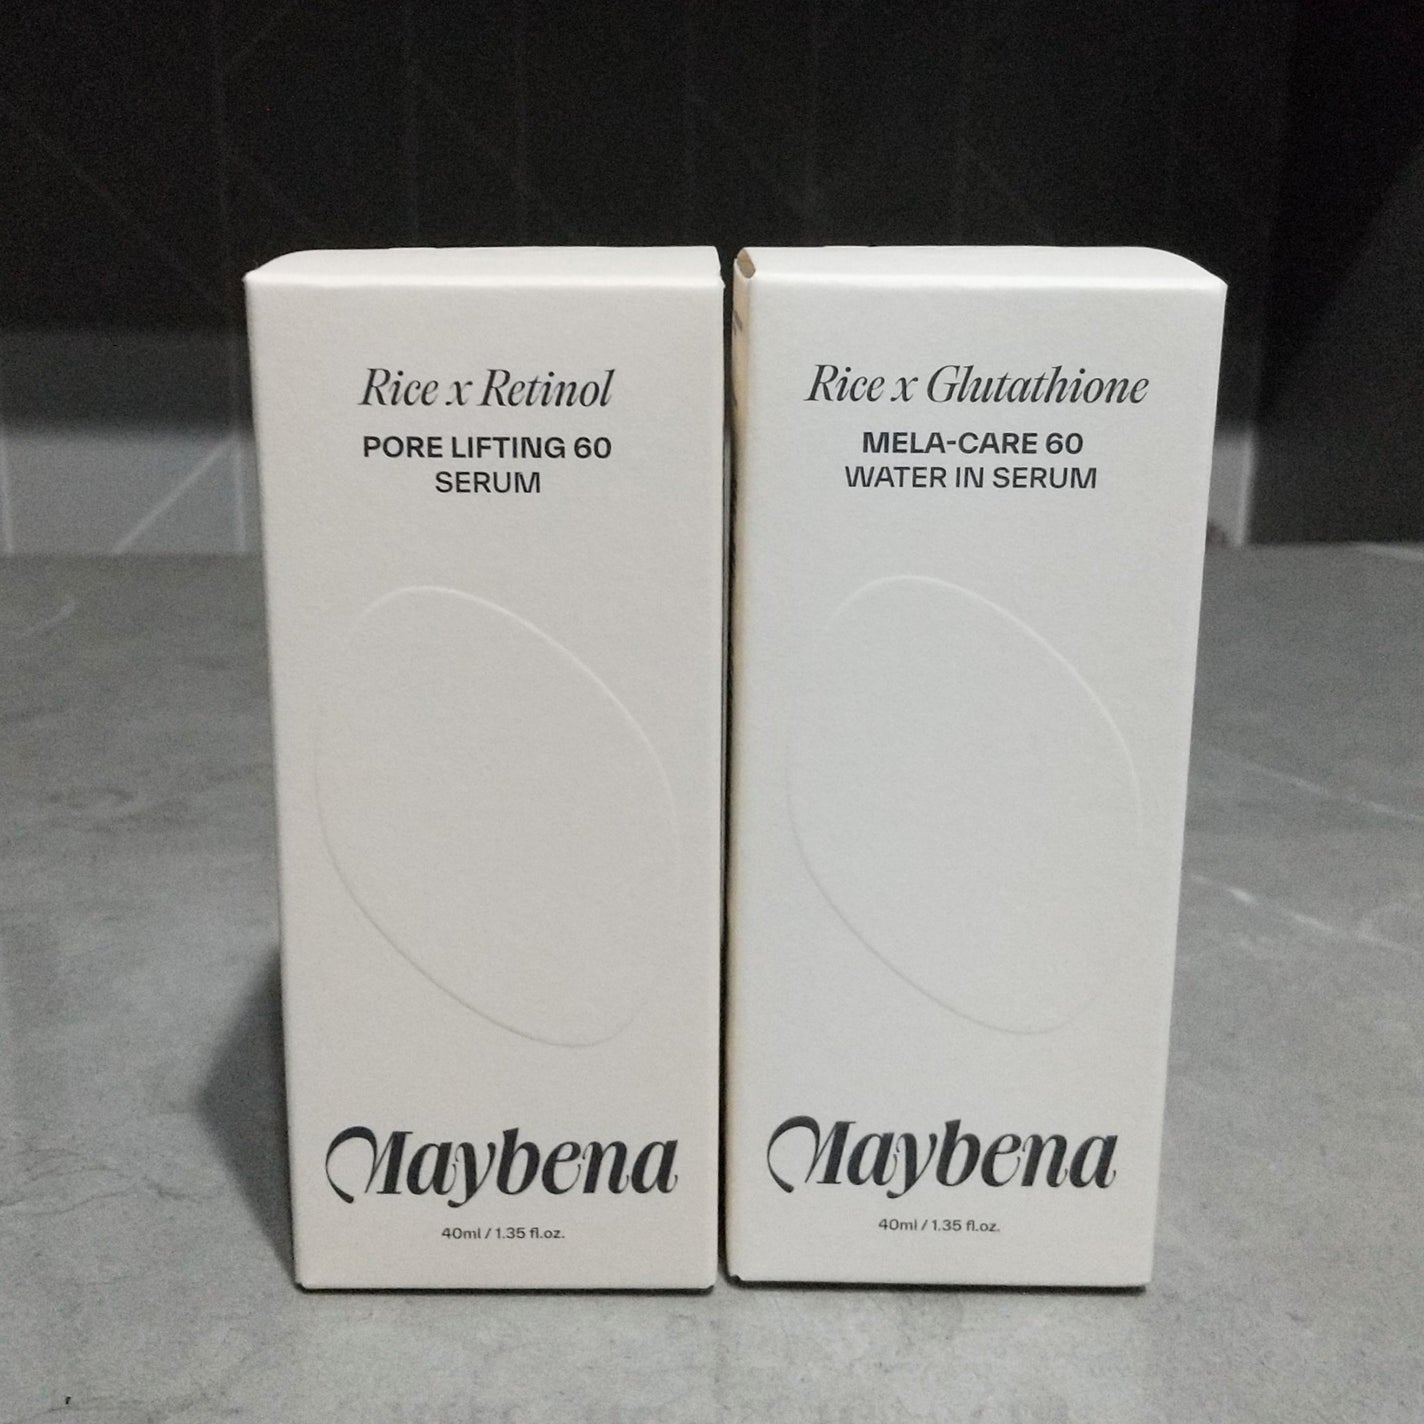 Rice x Retinol
PORE LIFTING 60
SERUM
Maybena
40ml / 1.35 fl.oz.
Rice x Glutathione
MELA-CARE 60
WATER IN SERUM
Maybena
40ml / 1.35 fl.oz.